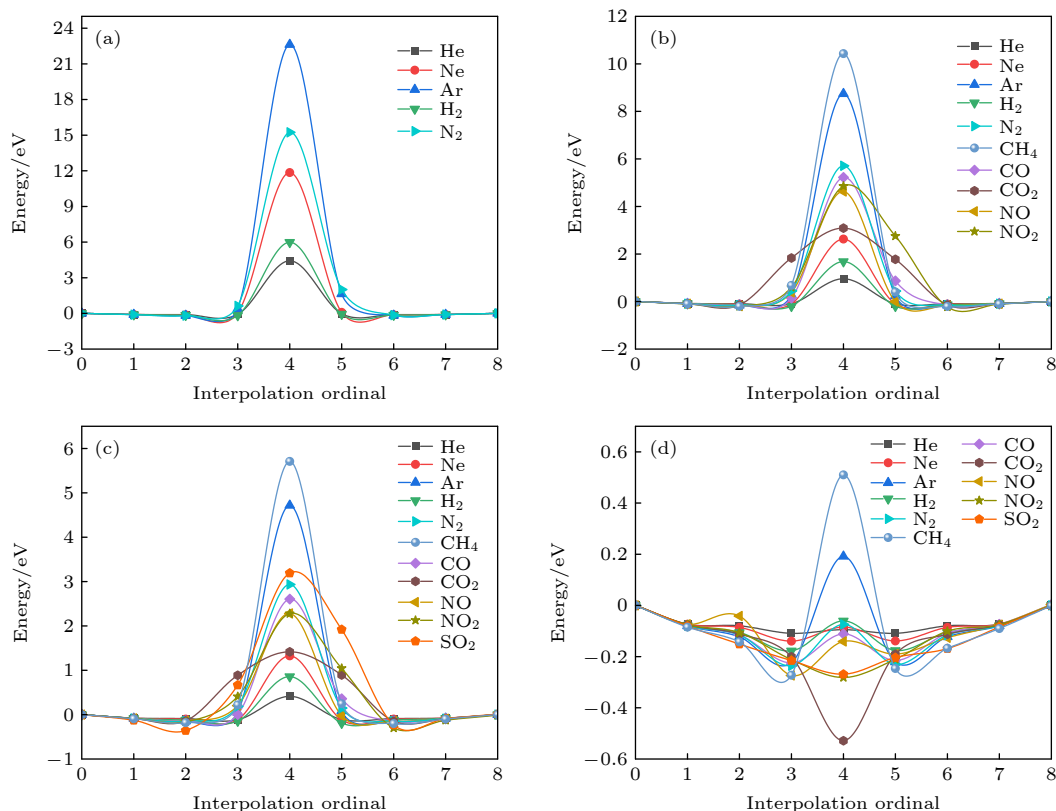 (a)
He
Ne
Ar
H₂
N₂
24
21
18
15
12
9
6
3
0
−3
Energy/eV
0 1 2 3 4 5 6 7 8
Interpolation ordinal
(b)
He
Ne
Ar
H₂
N₂
CH₄
CO
CO₂
NO
NO₂
12
10
8
6
4
2
0
−2
Energy/eV
0 1 2 3 4 5 6 7 8
Interpolation ordinal
(c)
He
Ne
Ar
H₂
N₂
CH₄
CO
CO₂
NO
NO₂
SO₂
6
5
4
3
2
1
0
−1
Energy/eV
0 1 2 3 4 5 6 7 8
Interpolation ordinal
(d)
He
Ne
Ar
H₂
N₂
CH₄
CO
CO₂
NO
NO₂
SO₂
0.6
0.4
0.2
0
−0.2
−0.4
−0.6
Energy/eV
0 1 2 3 4 5 6 7 8
Interpolation ordinal